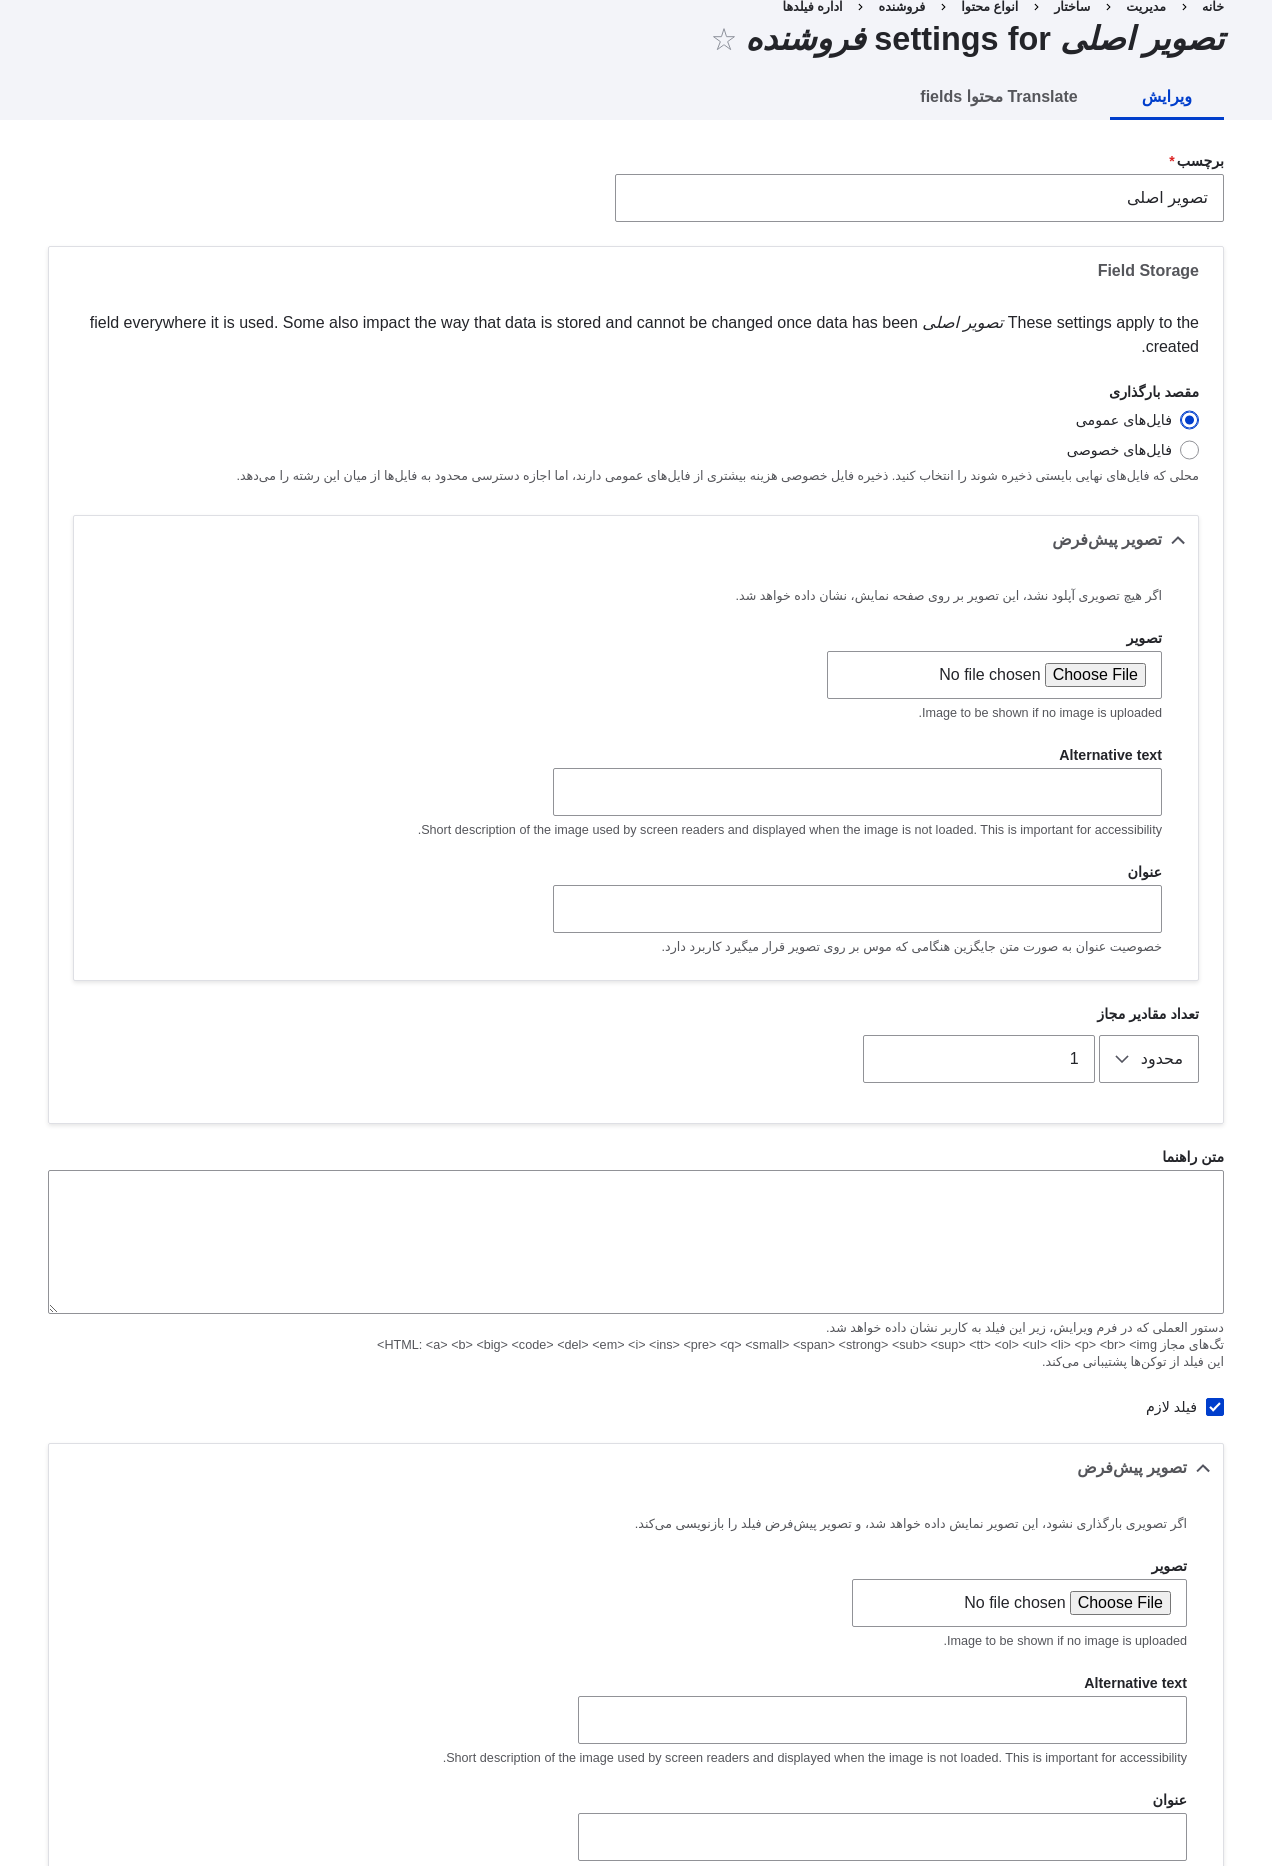 خانه › مدیریت › ساختار › انواع محتوا › فروشنده › اداره فیلدها
تصویر اصلی settings for فروشنده ☆
ویرایش
Translate محتوا fields
برچسب*
تصویر اصلی
Field Storage
These settings apply to the تصویر اصلی field everywhere it is used. Some also impact the way that data is stored and cannot be changed once data has been
created.
مقصد بارگذاری
فایل‌های عمومی
فایل‌های خصوصی
محلی که فایل‌های نهایی بایستی ذخیره شوند را انتخاب کنید. ذخیره فایل خصوصی هزینه بیشتری از فایل‌های عمومی دارند، اما اجازه دسترسی محدود به فایل‌ها از میان این رشته را می‌دهد.
تصویر پیش‌فرض
اگر هیچ تصویری آپلود نشد، این تصویر بر روی صفحه نمایش، نشان داده خواهد شد.
تصویر
Choose File No file chosen
Image to be shown if no image is uploaded.
Alternative text
Short description of the image used by screen readers and displayed when the image is not loaded. This is important for accessibility.
عنوان
خصوصیت عنوان به صورت متن جایگزین هنگامی که موس بر روی تصویر قرار میگیرد کاربرد دارد.
تعداد مقادیر مجاز
محدود
1
متن راهنما
دستور العملی که در فرم ویرایش، زیر این فیلد به کاربر نشان داده خواهد شد.
تگ‌های مجاز HTML: <a> <b> <big> <code> <del> <em> <i> <ins> <pre> <q> <small> <span> <strong> <sub> <sup> <tt> <ol> <ul> <li> <p> <br> <img>
این فیلد از توکن‌ها پشتیبانی می‌کند.
فیلد لازم
تصویر پیش‌فرض
اگر تصویری بارگذاری نشود، این تصویر نمایش داده خواهد شد، و تصویر پیش‌فرض فیلد را بازنویسی می‌کند.
تصویر
Choose File No file chosen
Image to be shown if no image is uploaded.
Alternative text
Short description of the image used by screen readers and displayed when the image is not loaded. This is important for accessibility.
عنوان